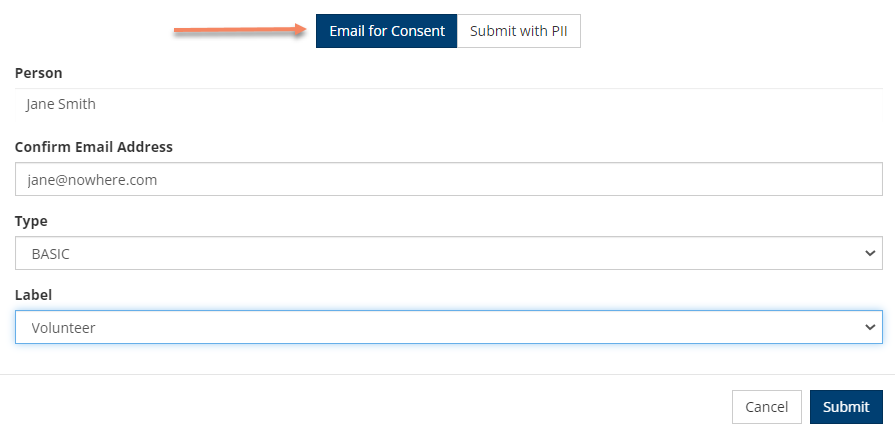 Email for Consent Submit with PII
Person
Jane Smith
Confirm Email Address
jane@nowhere.com
Type
BASIC
Label
Volunteer
Cancel Submit